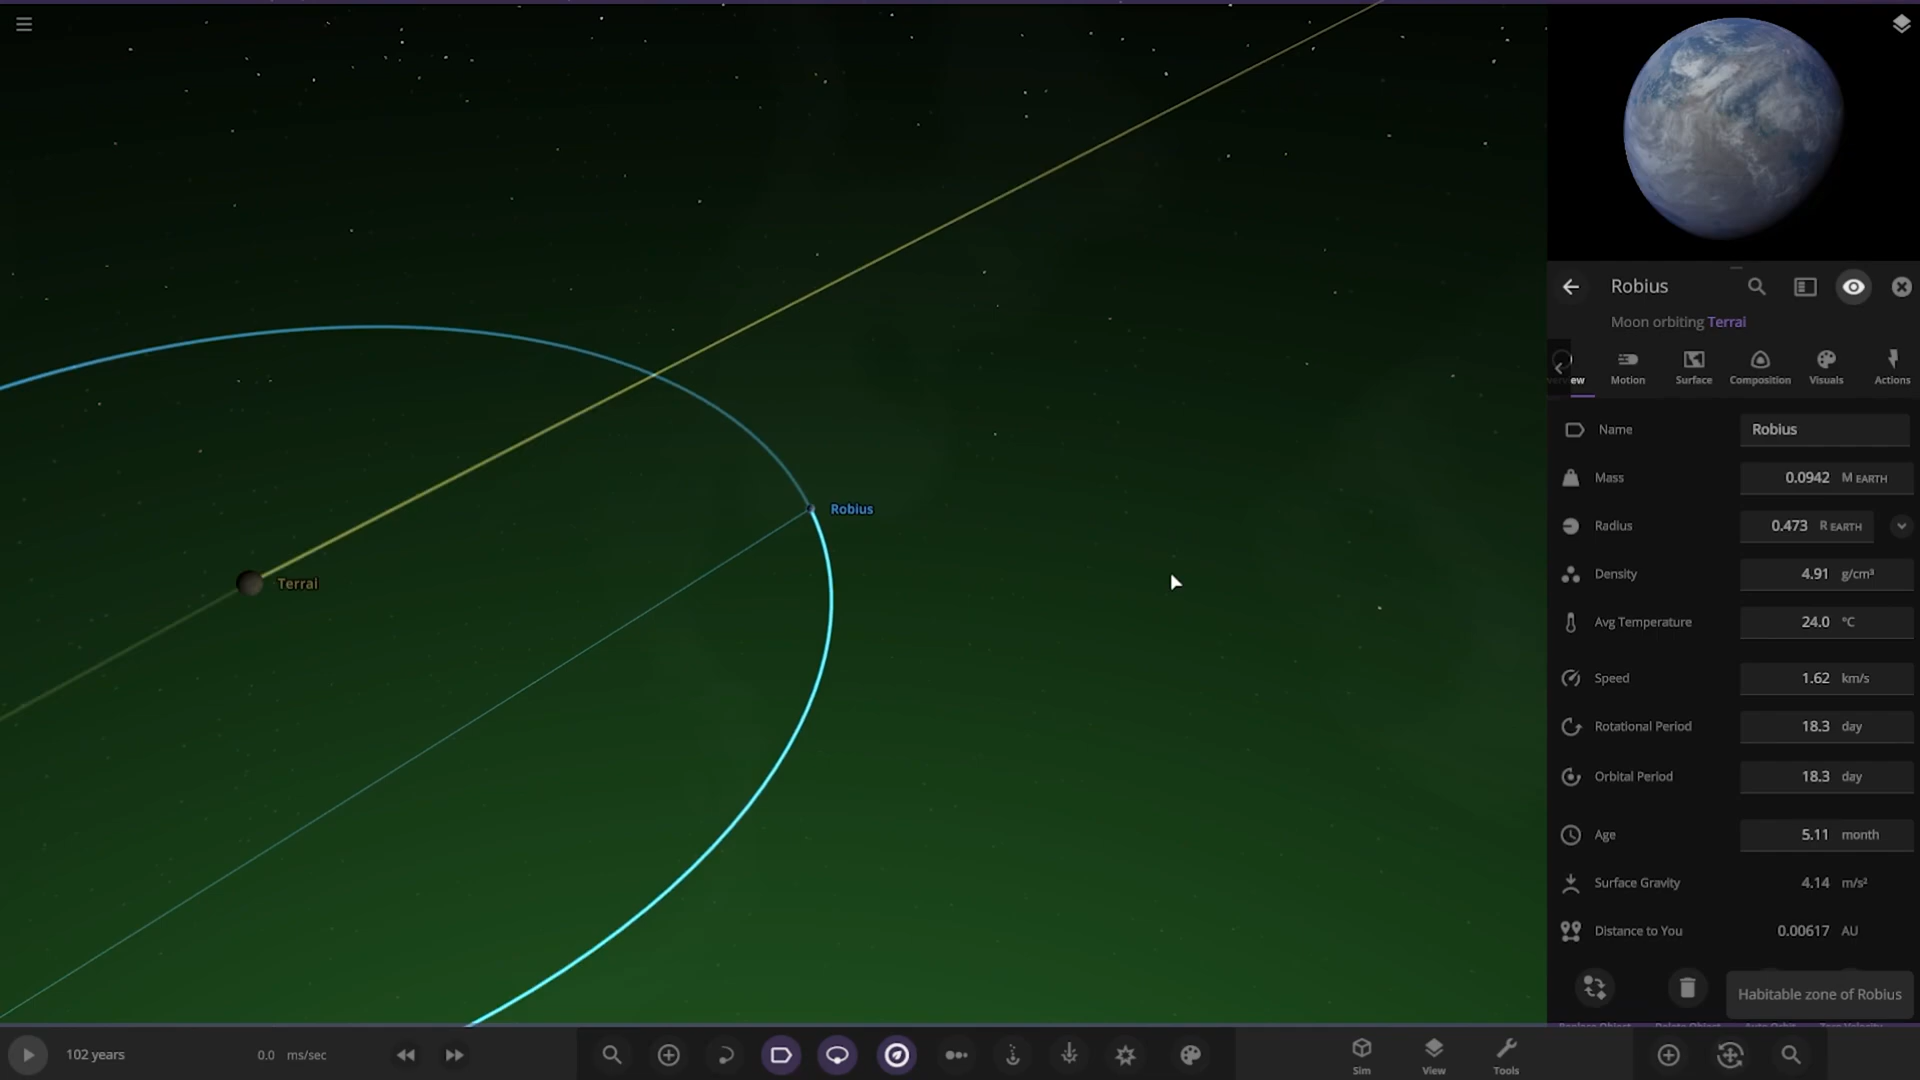 Robius
Moon orbiting Terrai
Motion
Surface
Composition
Visuals
Actions
Name
Robius
Mass
0.0942 M EARTH
Radius
0.473 R EARTH
Density
4.91 g/cm³
Avg Temperature
24.0 °C
Speed
1.62 km/s
Rotational Period
18.3 day
Orbital Period
18.3 day
Age
5.11 month
Surface Gravity
4.14 m/s²
Distance to You
0.00617 AU
Habitable zone of Robius
Robius
Terrai
102 years
0.0 ms/sec
Sim
View
Tools